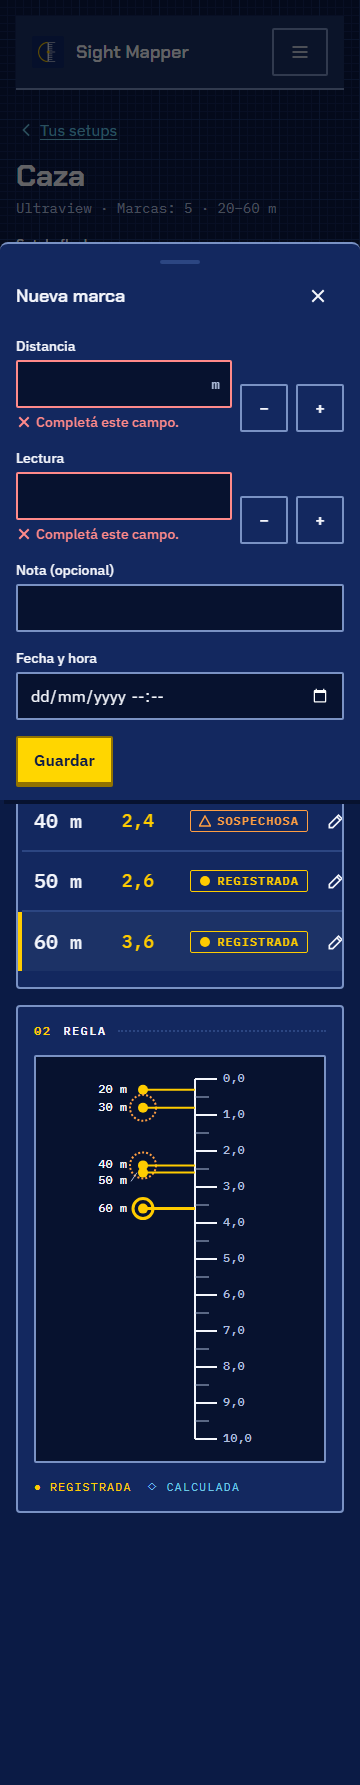 Sight Mapper
Tus setups
Caza
Ultraview · Marcas: 5 · 20–60 m
Nueva marca
Distancia
m
Completá este campo.
− +
Lectura
Completá este campo.
− +
Nota (opcional)
Fecha y hora
dd/mm/yyyy --:--
Guardar
40 m 2,4 SOSPECHOSA
50 m 2,6 REGISTRADA
60 m 3,6 REGISTRADA
02 REGLA
0,0
20 m
30 m
1,0
2,0
40 m
50 m
3,0
60 m
4,0
5,0
6,0
7,0
8,0
9,0
10,0
REGISTRADA CALCULADA